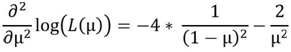 ∂²/∂μ² log(L(μ)) = −4 * 1/(1 − μ)² − 2/μ²